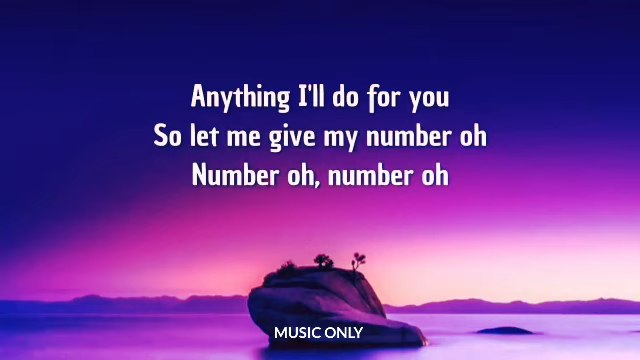 Anything I'll do for you
So let me give my number oh
Number oh, number oh
MUSIC ONLY